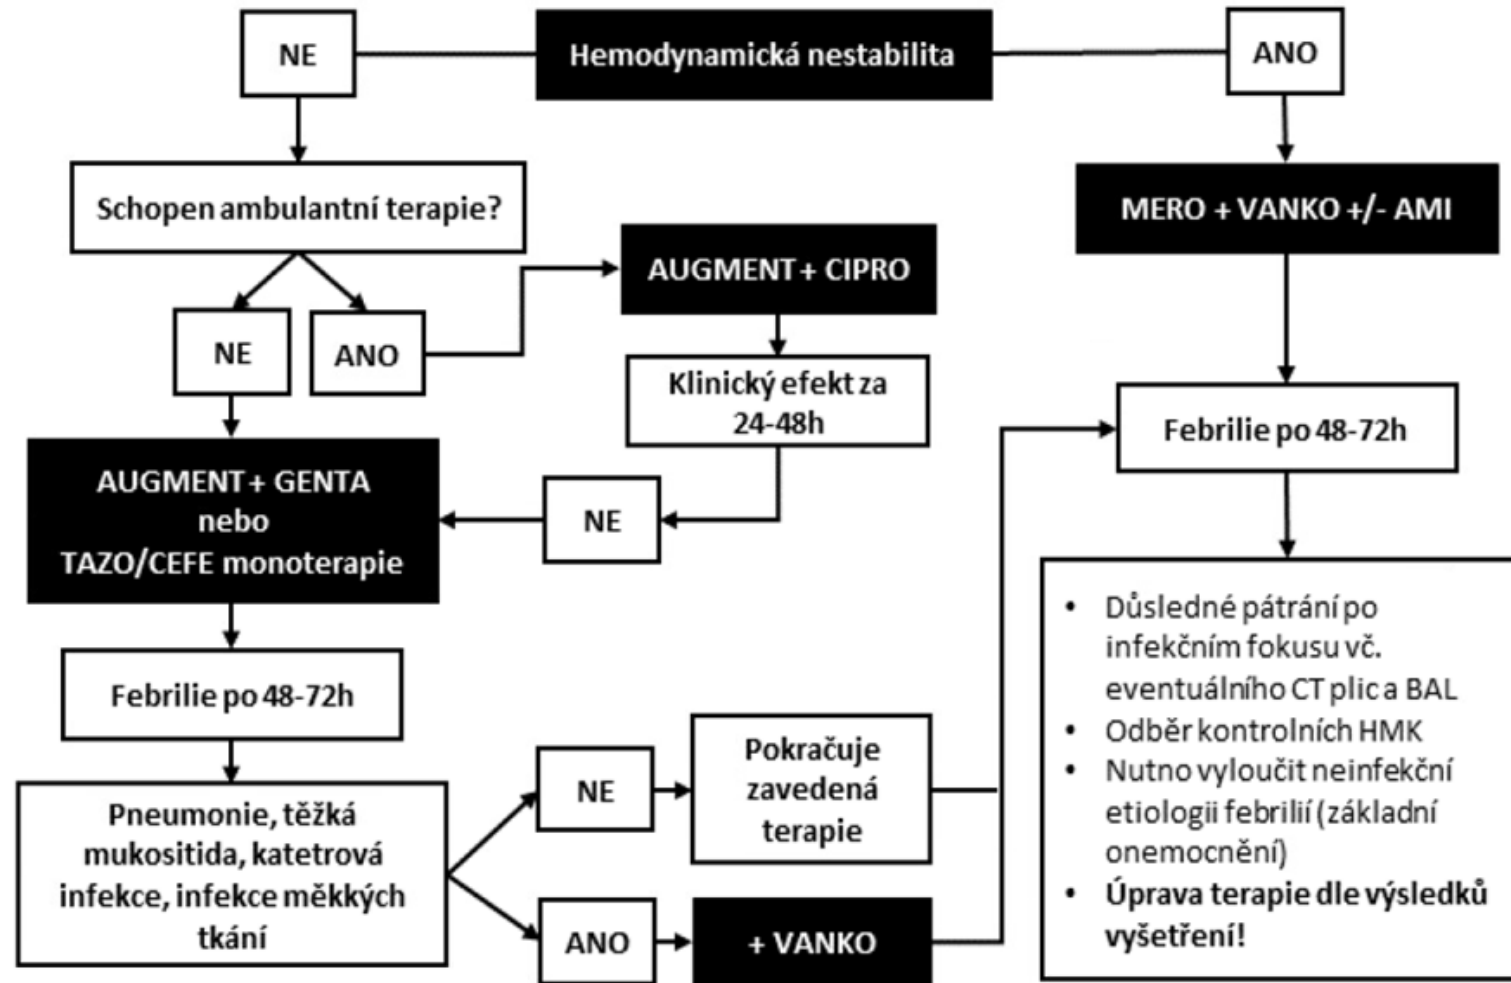 NE
Hemodynamická nestabilita
ANO
Schopen ambulantní terapie?
MERO + VANKO +/- AMI
AUGMENT + CIPRO
NE
ANO
Klinický efekt za
24-48h
Febrilie po 48-72h
AUGMENT + GENTA
nebo
TAZO/CEFE monoterapie
NE
Febrilie po 48-72h
• Důsledné pátrání po
infekčním fokusu vč.
eventuálního CT plic a BAL
• Odběr kontrolních HMK
• Nutno vyloučit neinfekční
etiologii febrilií (základní
onemocnění)
• Úprava terapie dle výsledků
vyšetření!
Pneumonie, těžká
mukositida, katetrová
infekce, infekce měkkých
tkání
NE
Pokračuje
zavedená
terapie
ANO
+ VANKO